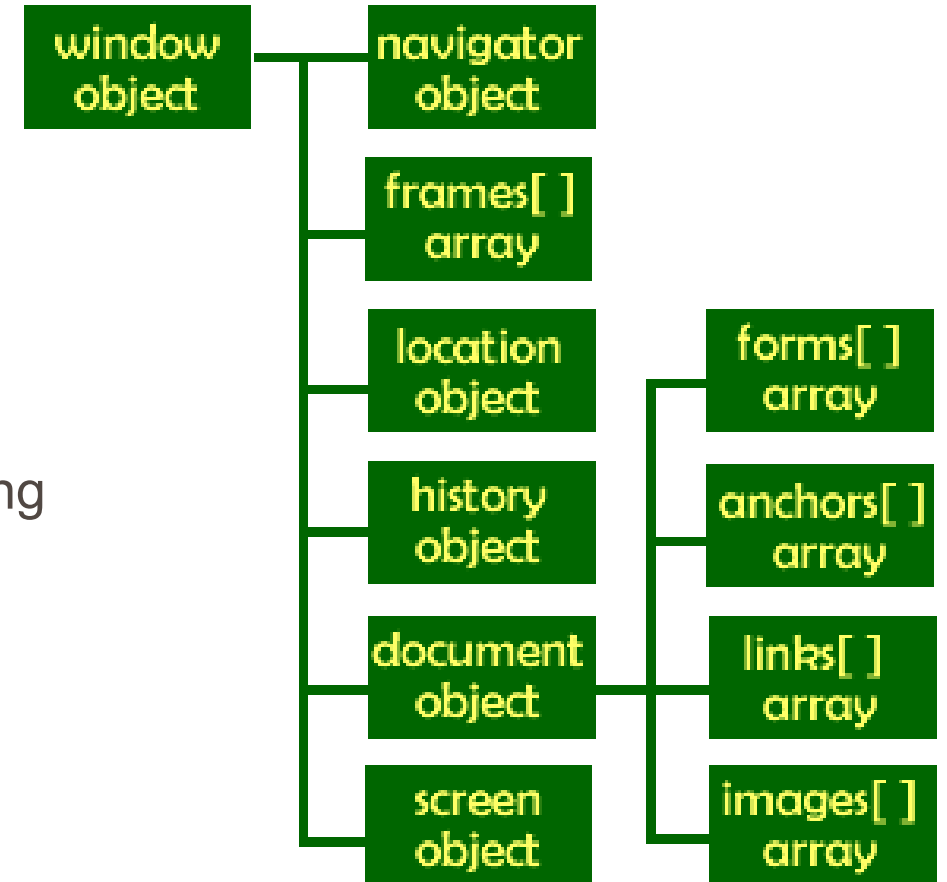 window
object
navigator
object
frames[ ]
array
location
object
history
object
document
object
screen
object
forms[ ]
array
anchors[ ]
array
links[ ]
array
images[ ]
array
ng